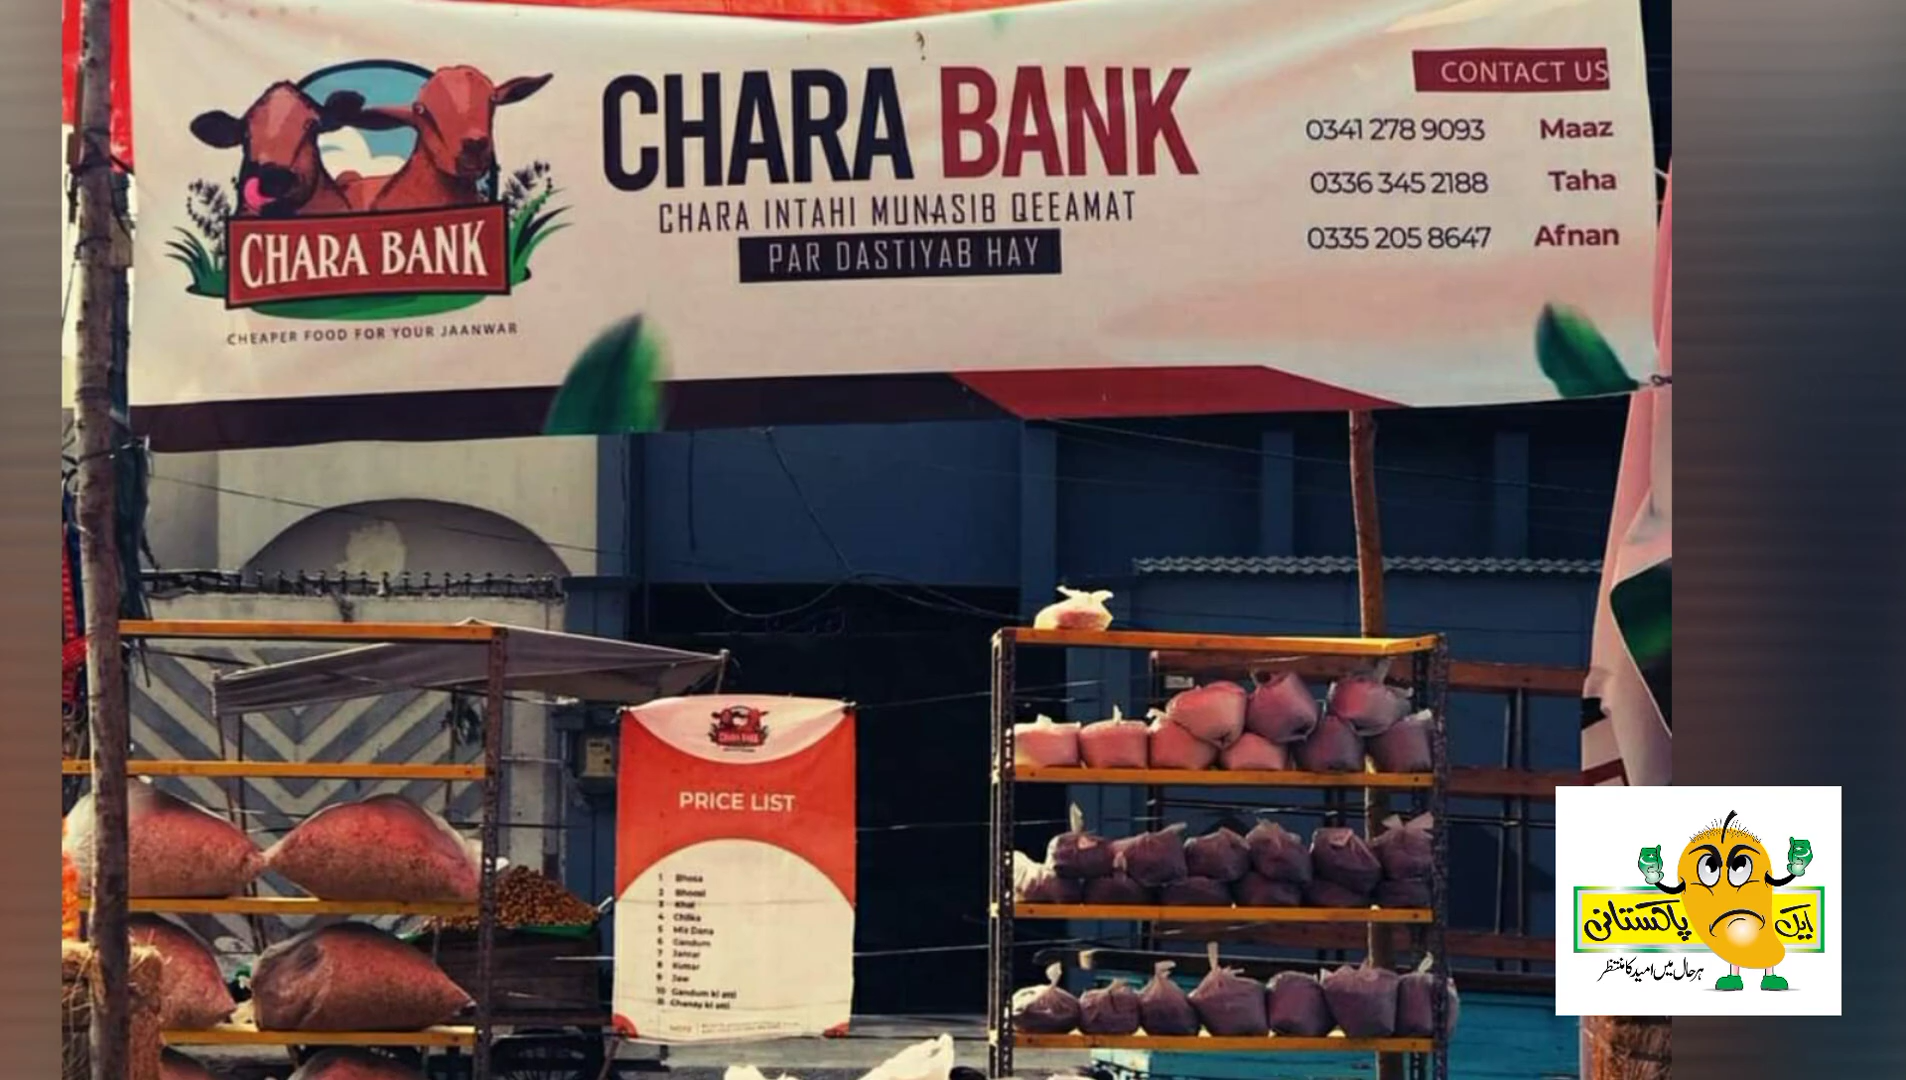 CHARA BANK
CHEAPER FOOD FOR YOUR JAANWAR
CHARA BANK
CHARA INTAHI MUNASIB QEEAMAT
PAR DASTIYAB HAY
CONTACT US
0341 278 9093 Maaz
0336 345 2188 Taha
0335 205 8647 Afnan
CHARA BANK
PRICE LIST
1 Bhosa
2 Bhoosi
3 Khal
4 Chilka
5 Mix Dana
6 Gandum
7 Jantar
8 Kuttar
9 Jaw
10 Gandum ki atti
11 Chanay ki atti
NOTE
ایک پاکستانی
ہر حال میں امید کا منتظر